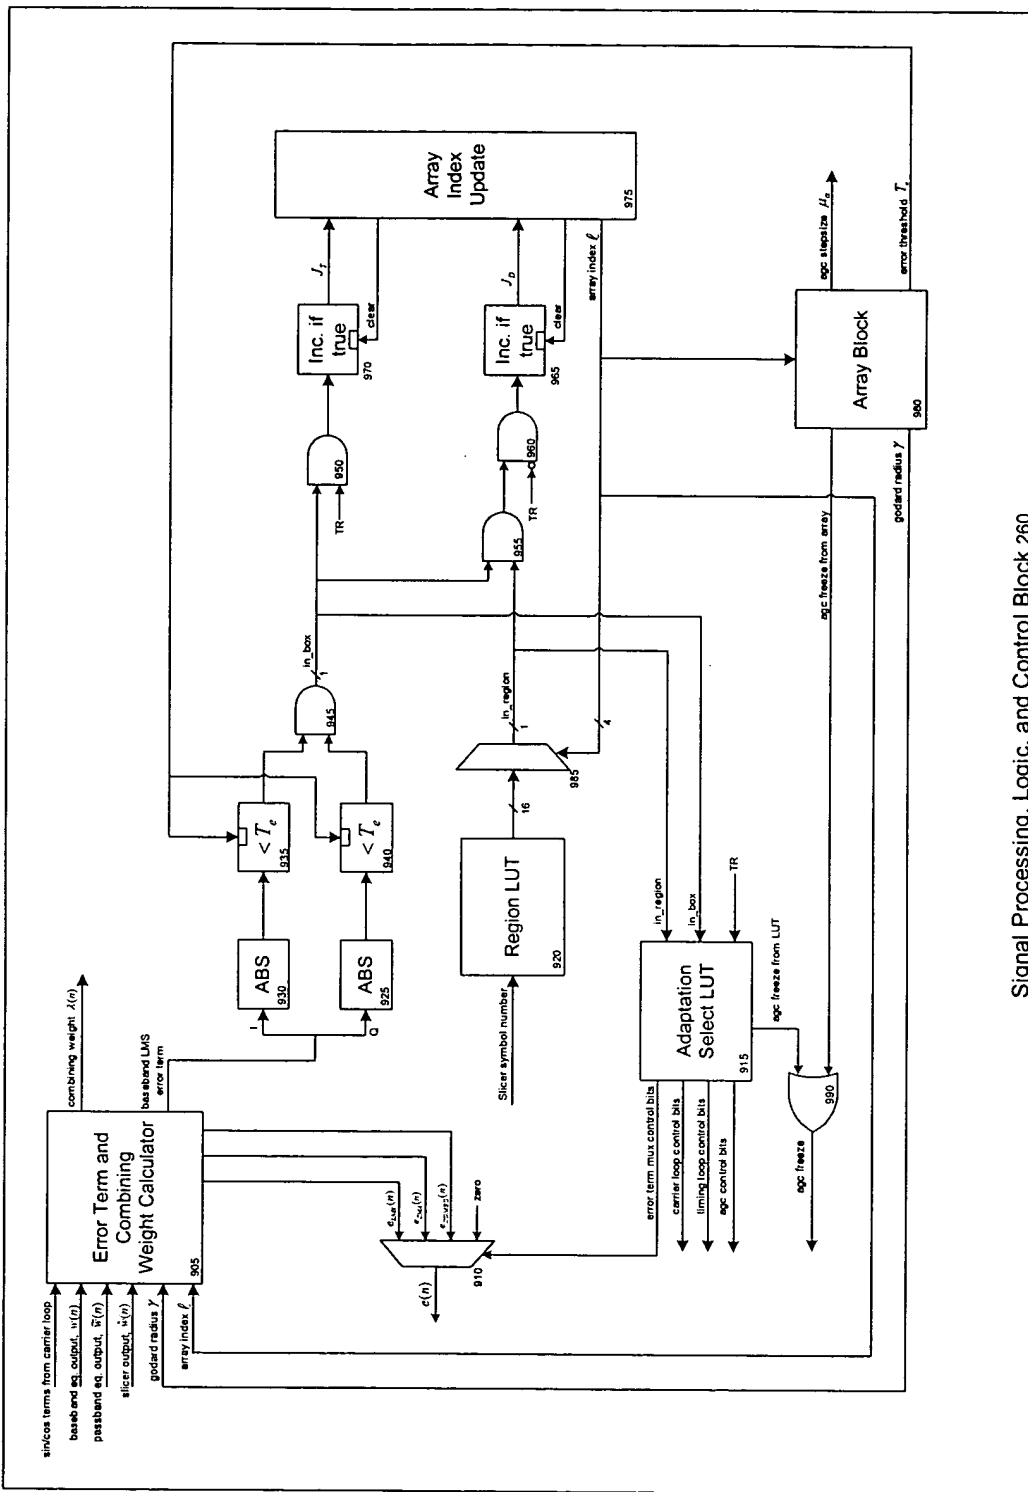 sin/cos terms from carrier loop
baseband eq. output, w(n)
passband eq. output, w̃(n)
slicer output, ŵ(n)
godard radius γ
array index ℓ
Error Term and
Combining
Weight Calculator
905
combining weight λ(n)
baseband LMS
error term
I
Q
ABS
930
ABS
925
< T_e
935
< T_e
940
945
in_box
1
TR
950
Inc. if
true
970
J_T
clear
Array
Index
Update
975
Slicer symbol number
Region LUT
920
16
985
in_region
1
4
955
TR
960
Inc. if
true
965
J_D
clear
array index ℓ
zero
910
e(n)
in_region
in_box
TR
Adaptation
Select LUT
915
error term mux control bits
carrier loop control bits
timing loop control bits
agc control bits
agc freeze from LUT
990
agc freeze
agc freeze from array
godard radius γ
Array Block
980
agc stepsize μ_a
error threshold T_e
Signal Processing, Logic, and Control Block 260